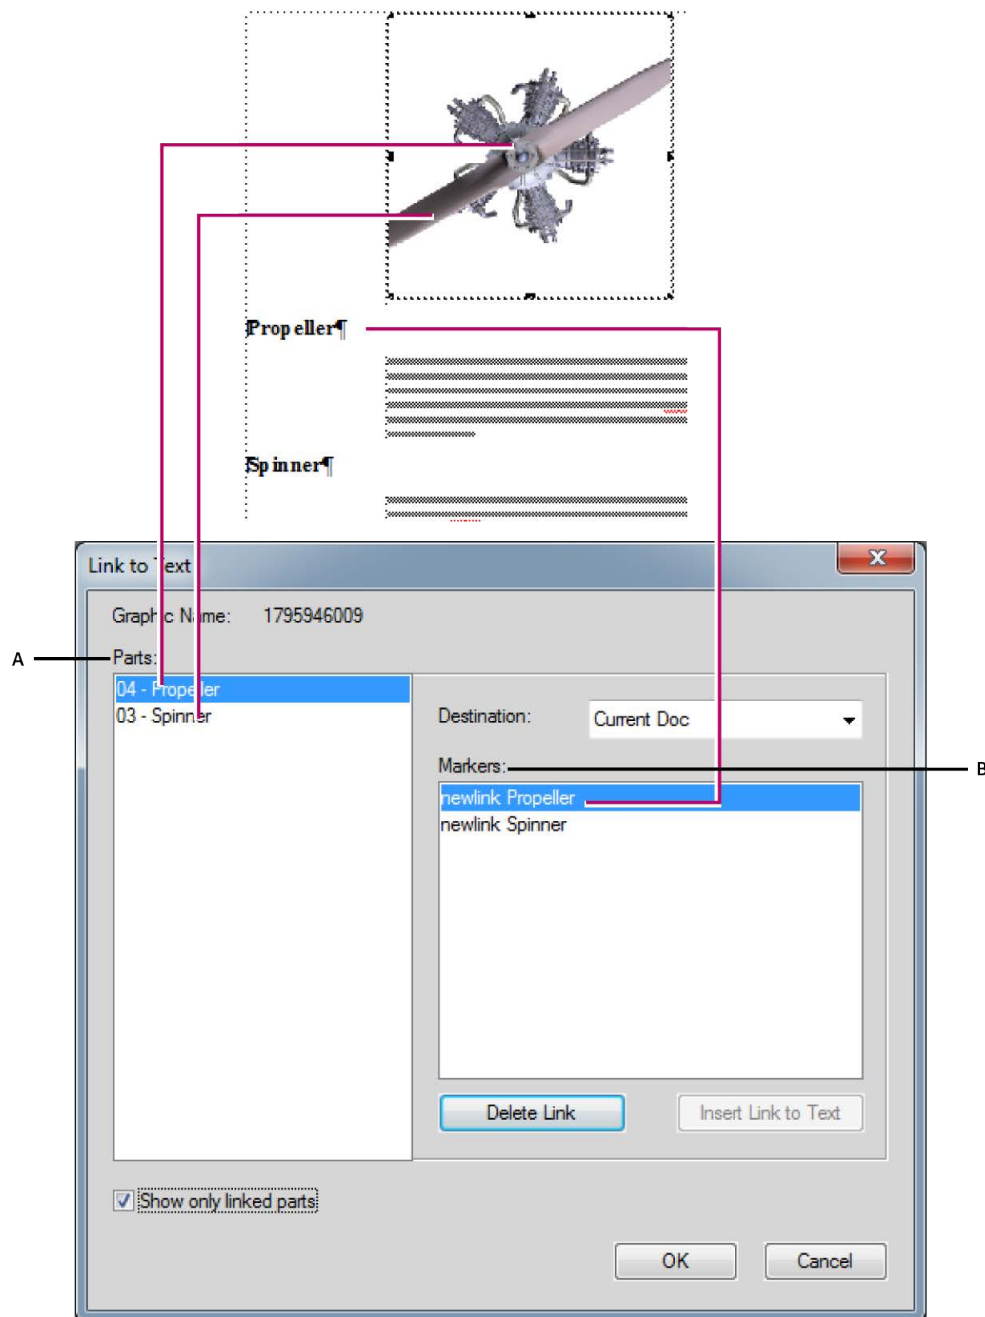 Propeller¶
Spinner¶
Link to Text
X
Graphic Name: 1795946009
A
Parts:
04 - Propeller
03 - Spinner
Destination: Current Doc
Markers:
B
newlink Propeller
newlink Spinner
Delete Link
Insert Link to Text
Show only linked parts
OK
Cancel